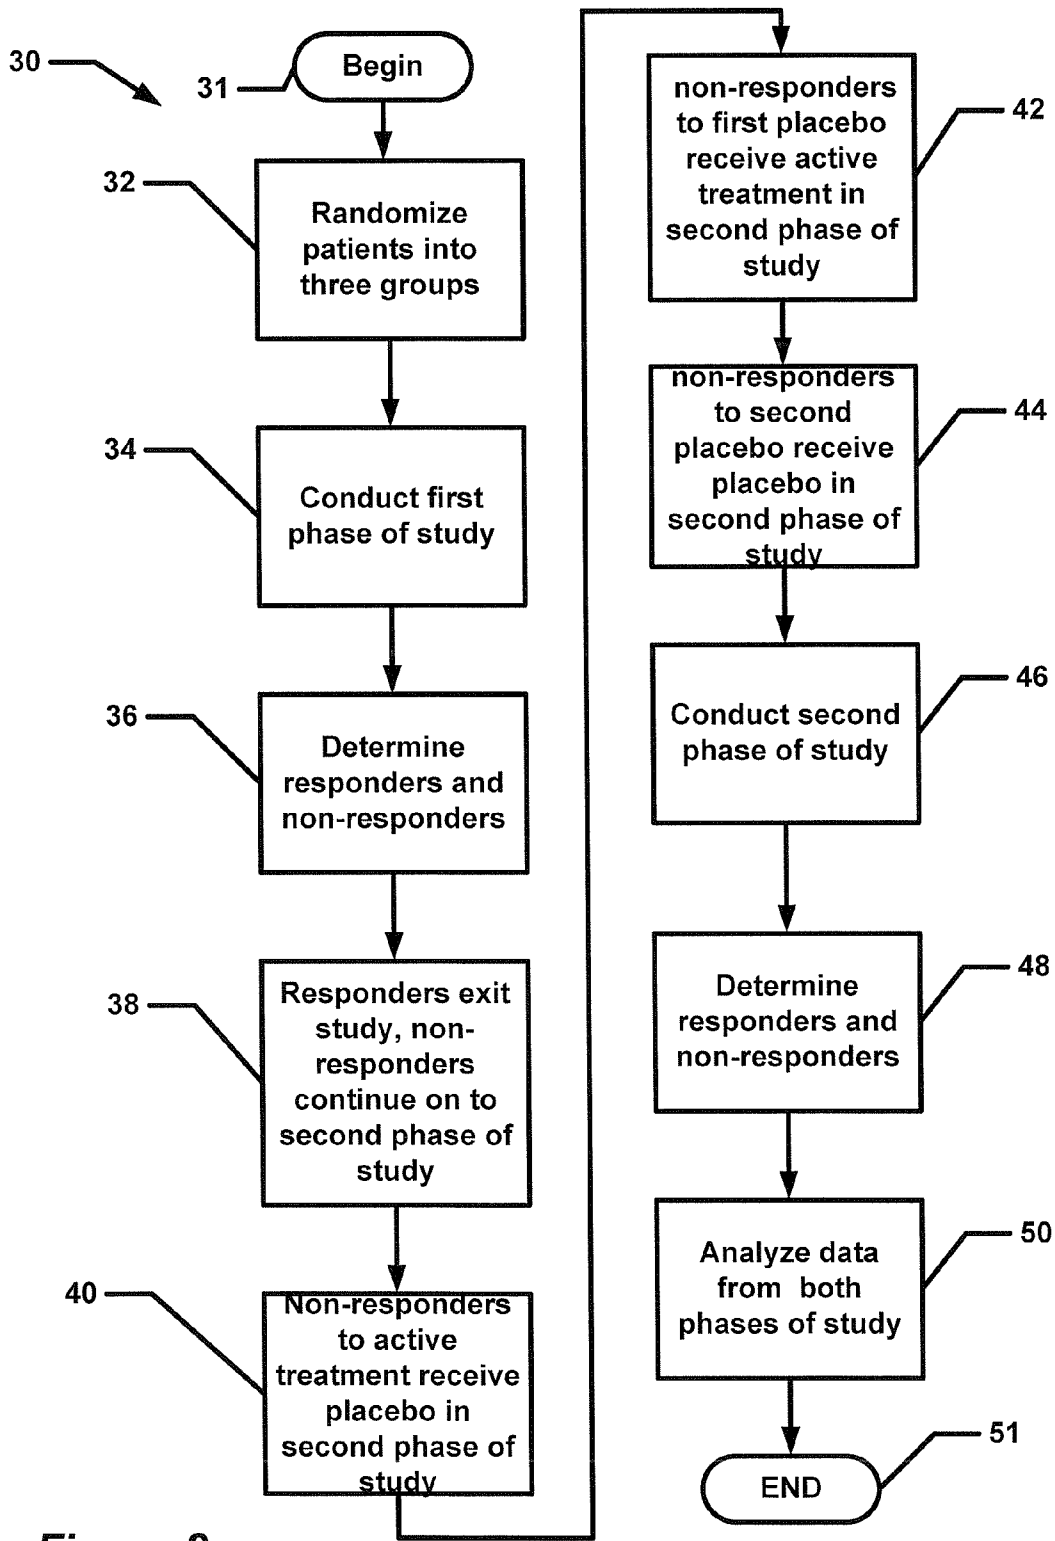 30
31
Begin
32
Randomize
patients into
three groups
34
Conduct first
phase of study
36
Determine
responders and
non-responders
38
Responders exit
study, non-
responders
continue on to
second phase of
study
40
Non-responders
to active
treatment receive
placebo in
second phase of
study
42
non-responders
to first placebo
receive active
treatment in
second phase of
study
44
non-responders
to second
placebo receive
placebo in
second phase of
study
46
Conduct second
phase of study
48
Determine
responders and
non-responders
50
Analyze data
from both
phases of study
51
END